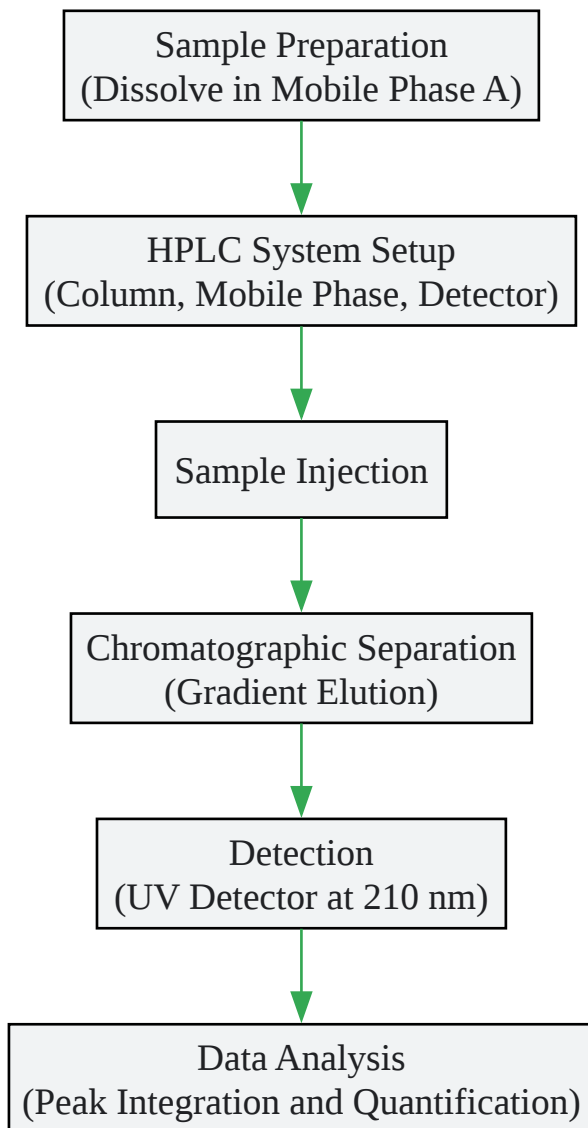 Sample Preparation
(Dissolve in Mobile Phase A)
HPLC System Setup
(Column, Mobile Phase, Detector)
Sample Injection
Chromatographic Separation
(Gradient Elution)
Detection
(UV Detector at 210 nm)
Data Analysis
(Peak Integration and Quantification)